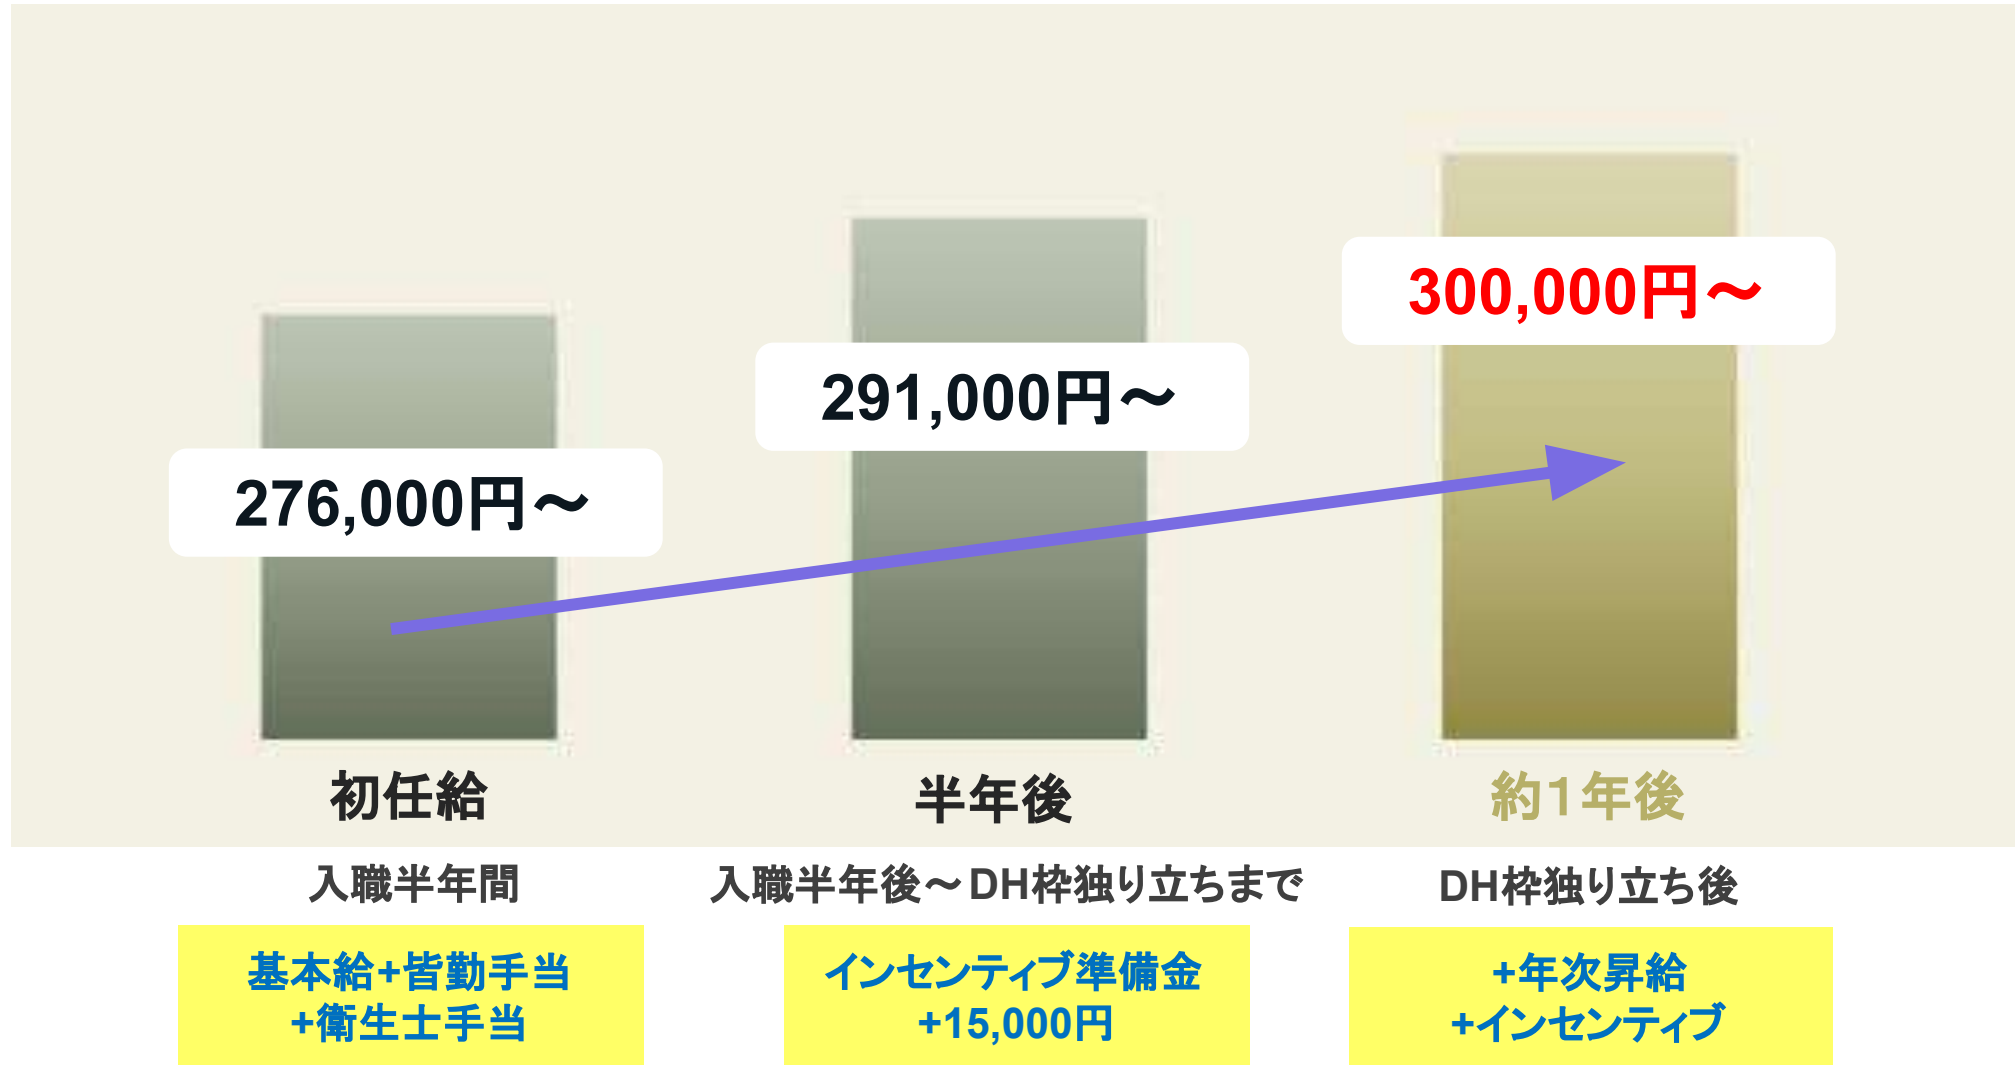 276,000円～
291,000円～
300,000円～
初任給
半年後
約1年後
入職半年間
入職半年後～DH枠独り立ちまで
DH枠独り立ち後
基本給+皆勤手当
+衛生士手当
インセンティブ準備金
+15,000円
+年次昇給
+インセンティブ